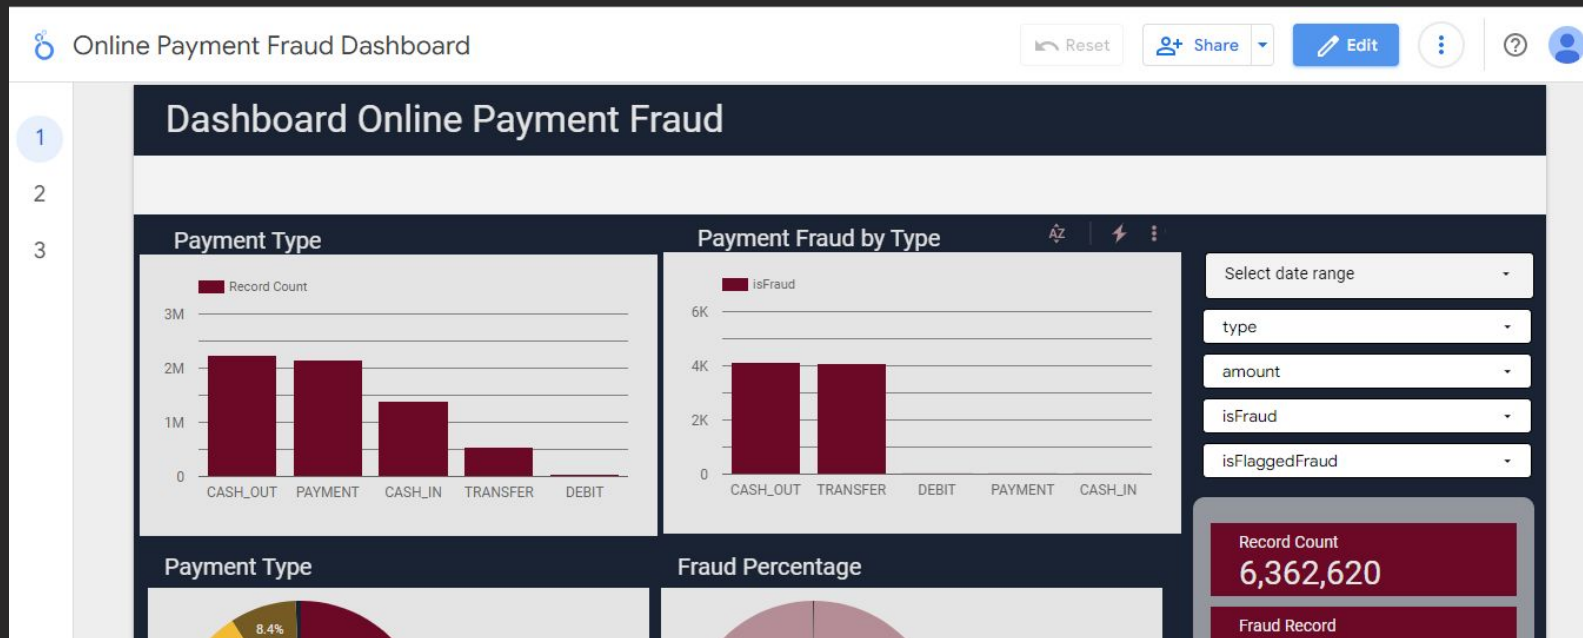 Online Payment Fraud Dashboard
Reset
Share
Edit
1
2
3
Dashboard Online Payment Fraud
Payment Type
Record Count
3M
2M
1M
0
CASH_OUT PAYMENT CASH_IN TRANSFER DEBIT
Payment Fraud by Type
AZ
isFraud
6K
4K
2K
0
CASH_OUT TRANSFER DEBIT PAYMENT CASH_IN
Select date range
type
amount
isFraud
isFlaggedFraud
Record Count
6,362,620
Fraud Record
Payment Type
8.4%
Fraud Percentage